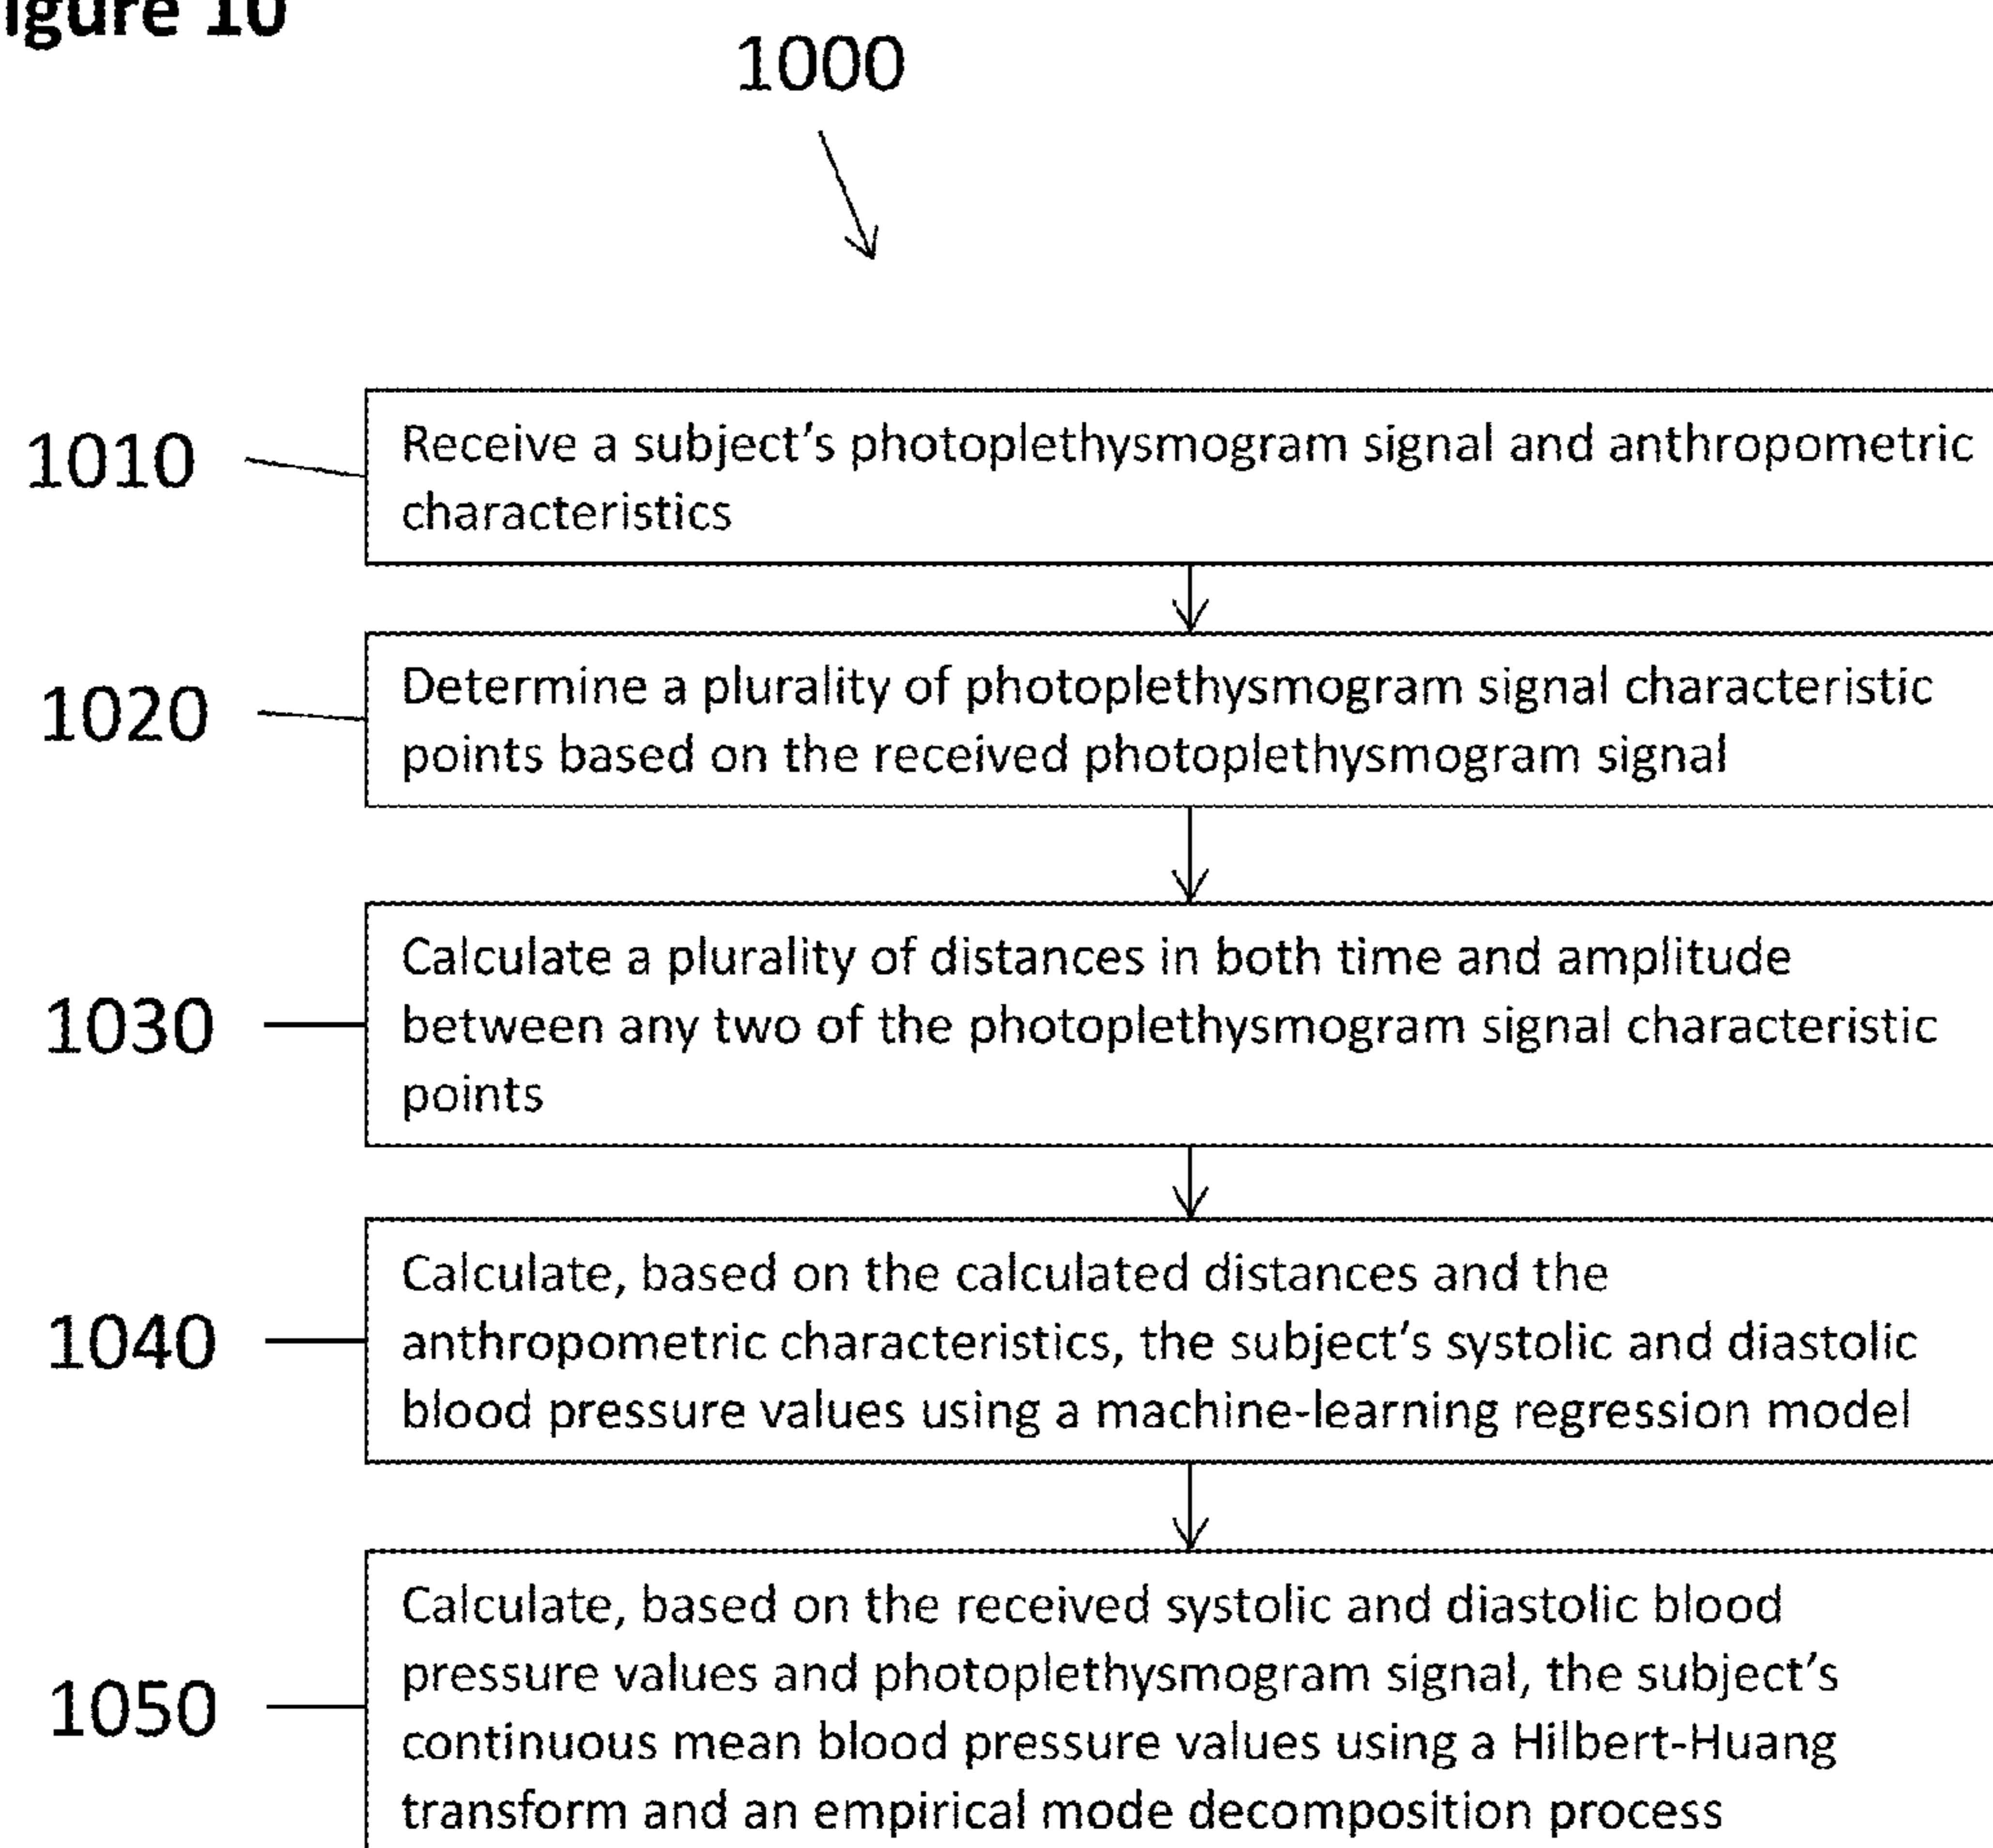 igure 10
1000
1010
Receive a subject's photoplethysmogram signal and anthropometric
characteristics
1020
Determine a plurality of photoplethysmogram signal characteristic
points based on the received photoplethysmogram signal
1030
Calculate a plurality of distances in both time and amplitude
between any two of the photoplethysmogram signal characteristic
points
1040
Calculate, based on the calculated distances and the
anthropometric characteristics, the subject's systolic and diastolic
blood pressure values using a machine-learning regression model
1050
Calculate, based on the received systolic and diastolic blood
pressure values and photoplethysmogram signal, the subject's
continuous mean blood pressure values using a Hilbert-Huang
transform and an empirical mode decomposition process